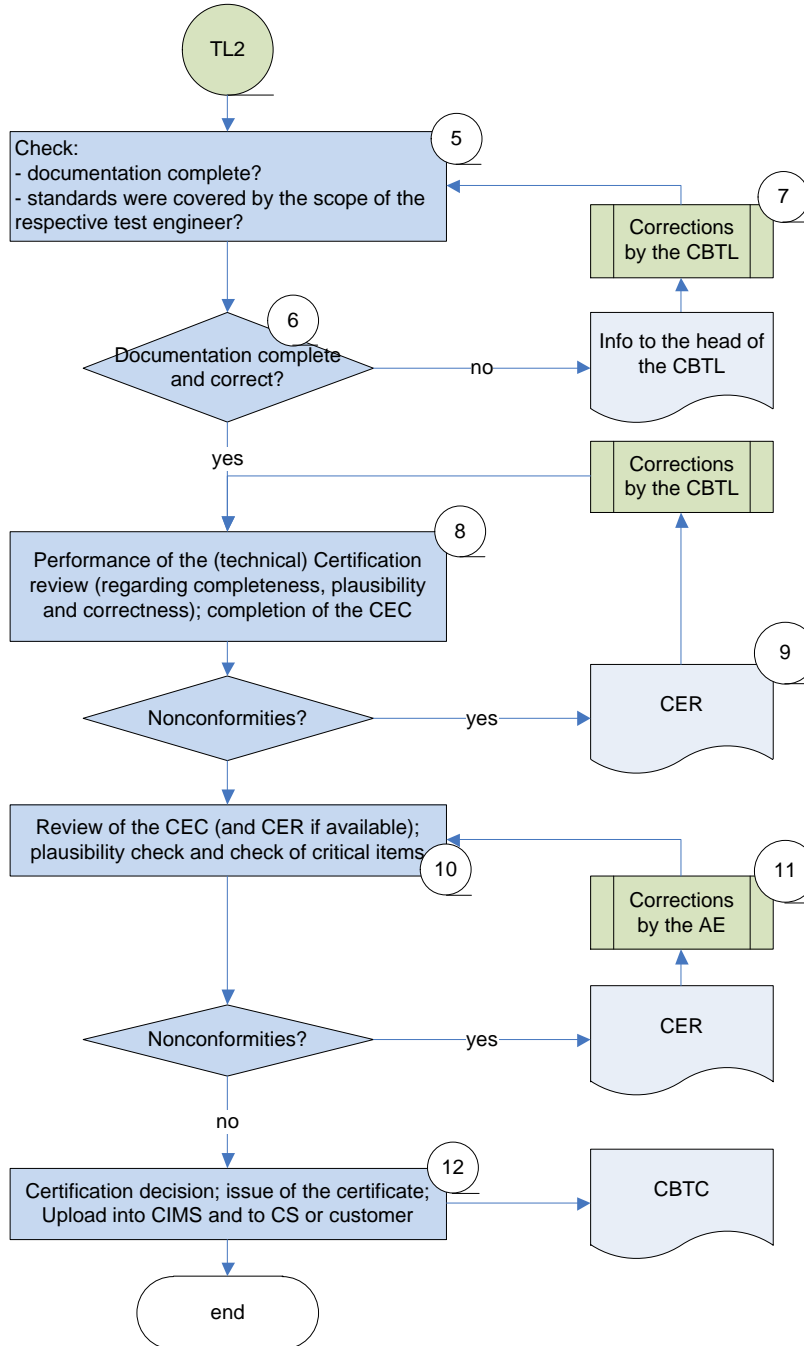 TL2
5
Check:
- documentation complete?
- standards were covered by the scope of the
respective test engineer?
7
Corrections
by the CBTL
6
Documentation complete
and correct?
no
Info to the head of
the CBTL
yes
Corrections
by the CBTL
8
Performance of the (technical) Certification
review (regarding completeness, plausibility
and correctness); completion of the CEC
9
CER
Nonconformities?
yes
Review of the CEC (and CER if available);
plausibility check and check of critical items
10
11
Corrections
by the AE
Nonconformities?
yes
CER
no
12
Certification decision; issue of the certificate;
Upload into CIMS and to CS or customer
CBTC
end